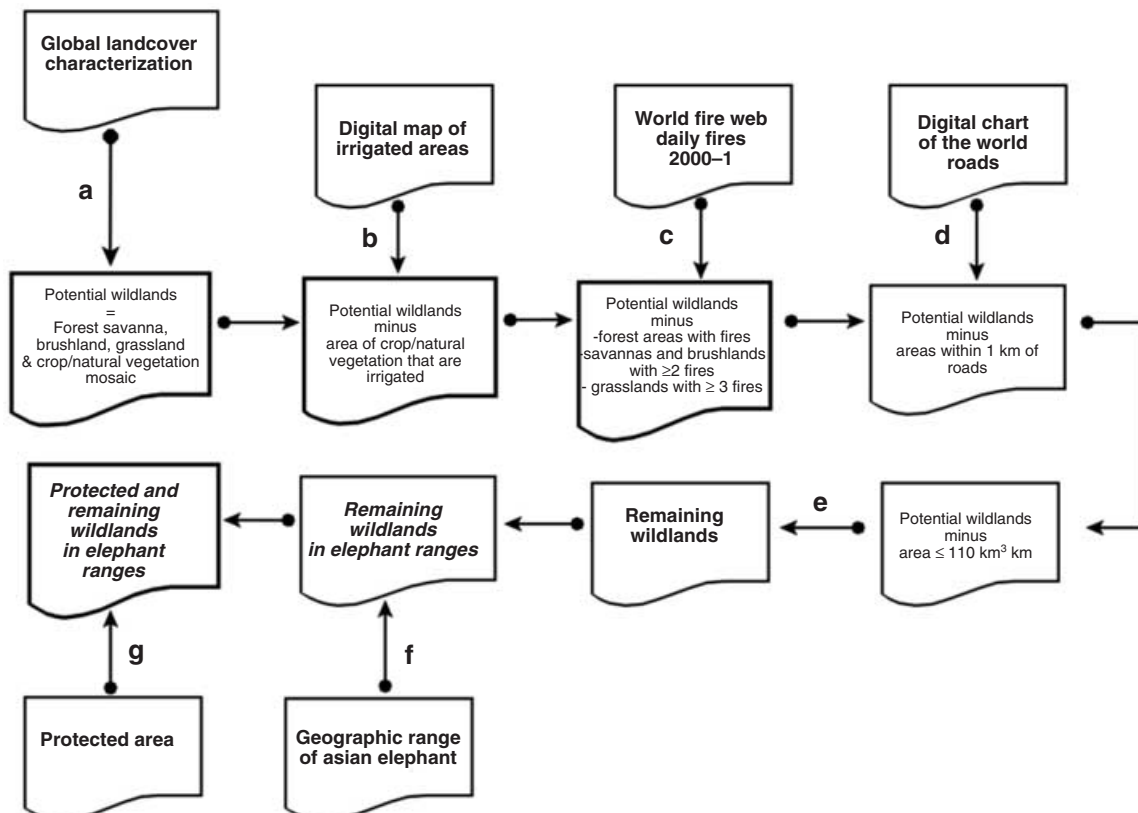 Global landcover
characterization
Digital map of
irrigated areas
World fire web
daily fires
2000–1
Digital chart
of the world
roads
a
b
c
d
Potential wildlands
=
Forest savanna,
brushland, grassland
& crop/natural vegetation
mosaic
Potential wildlands
minus
area of crop/natural
vegetation that are
irrigated
Potential wildlands
minus
-forest areas with fires
-savannas and brushlands
with ≥2 fires
- grasslands with ≥ 3 fires
Potential wildlands
minus
areas within 1 km of
roads
Protected and
remaining
wildlands
in elephant
ranges
Remaining
wildlands
in elephant ranges
Remaining
wildlands
e
Potential wildlands
minus
area ≤ 110 km³ km
g
f
Protected area
Geographic range
of asian elephant